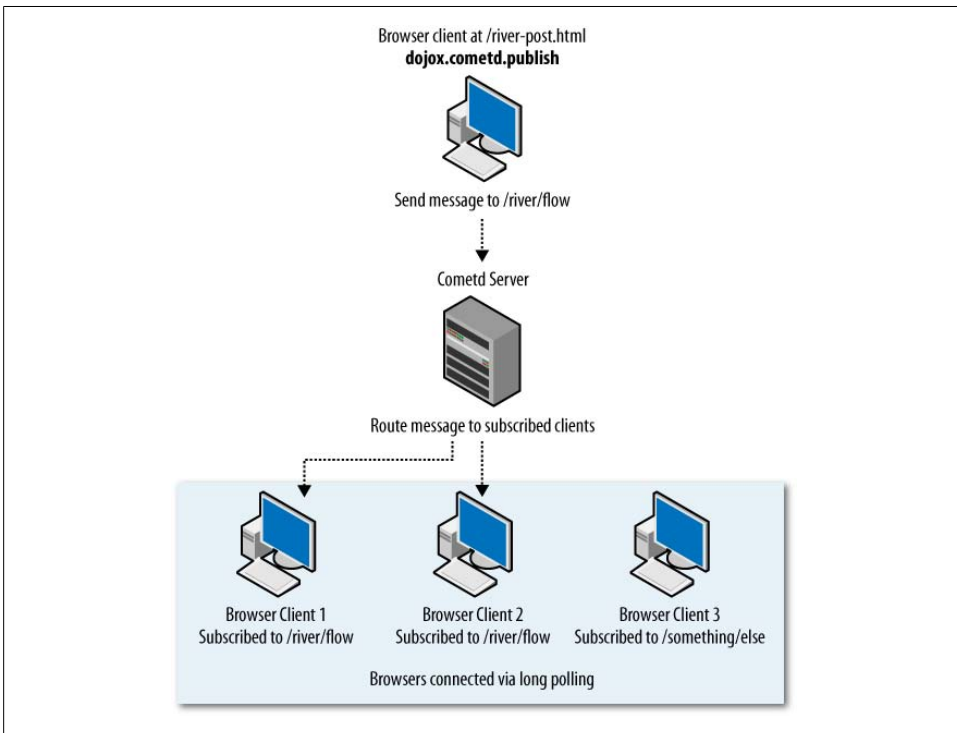 Browser client at /river-post.html
dojox.cometd.publish
Send message to /river/flow
Cometd Server
Route message to subscribed clients
Browser Client 1
Subscribed to /river/flow
Browser Client 2
Subscribed to /river/flow
Browser Client 3
Subscribed to /something/else
Browsers connected via long polling